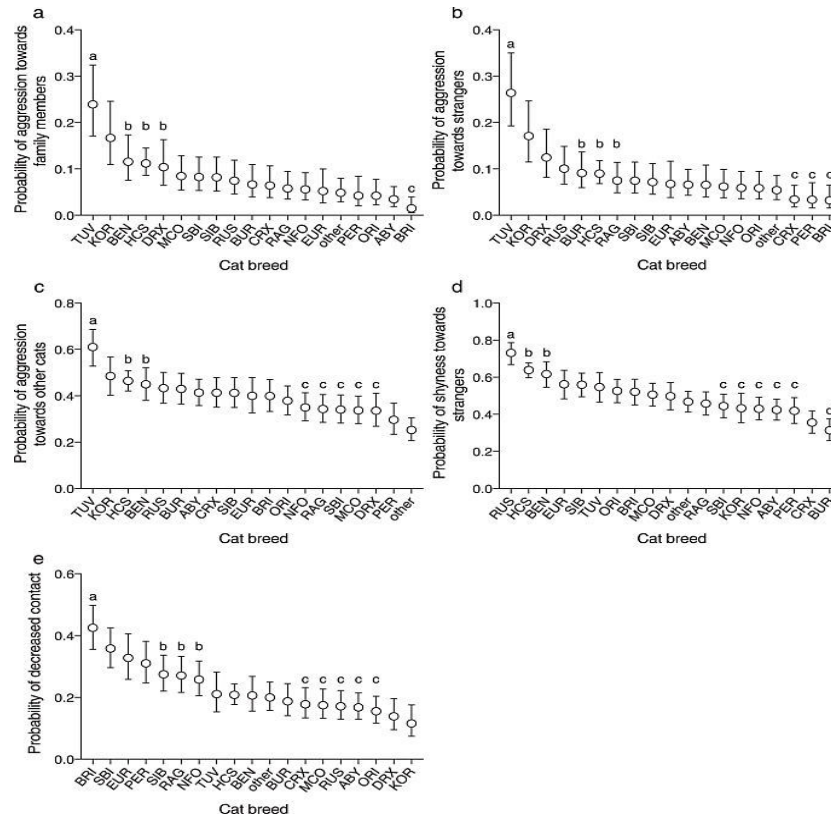 a
Probability of aggression towards
family members
0.4
0.3
0.2
0.1
0.0
a
b b b
c
TUV KOR BEN HCS DRX MCO SBI SIB RUS BUR CRX RAG NFO EUR other PER ORI ABY BRI
Cat breed
b
Probability of aggression
towards strangers
0.4
0.3
0.2
0.1
0.0
a
b b b
c c c
TUV KOR DRX RUS BUR HCS RAG SBI SIB EUR ABY BEN MCO NFO ORI other CRX PER BRI
Cat breed
c
Probability of aggression
towards other cats
0.8
0.6
0.4
0.2
0.0
a
b b
c c c c c
TUV KOR HCS BEN RUS BUR ABY CRX SIB EUR BRI ORI NFO RAG SBI MCO DRX PER other
Cat breed
d
Probability of shyness towards
strangers
1.0
0.8
0.6
0.4
0.2
0.0
a
b b
c c c c c
c
RUS HCS BEN EUR SIB TUV ORI BRI MCO DRX other RAG SBI KOR NFO ABY PER CRX BUR
Cat breed
e
Probability of decreased contact
0.6
0.4
0.2
0.0
a
b b b
c c c c c
BRI SBI EUR PER SIB RAG NFO TUV HCS BEN other BUR CRX MCO RUS ABY ORI DRX KOR
Cat breed